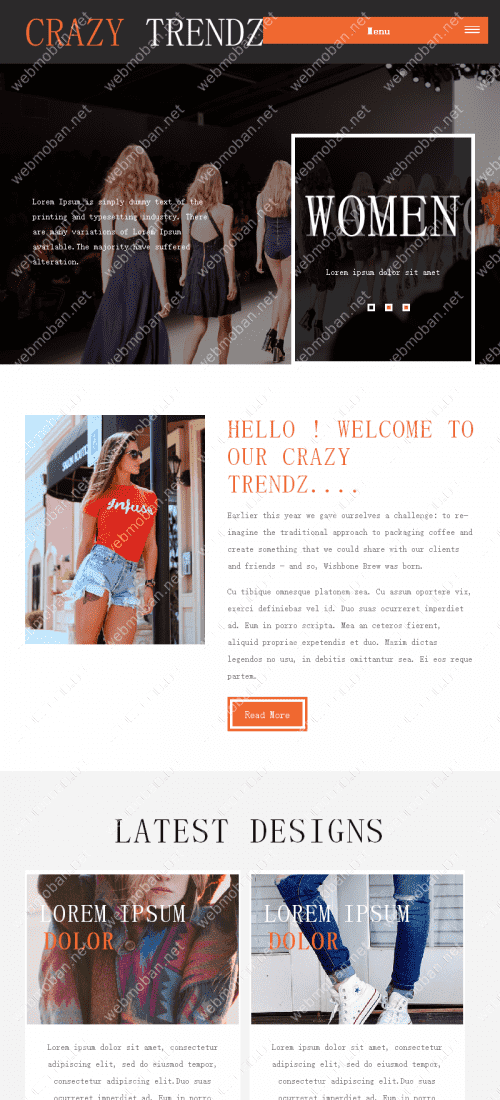 CRAZY TRENDZ
Menu
Lorem Ipsum is simply dummy text of the
printing and typesetting industry. There
are many variations of Lorem Ipsum
available.The majority have suffered
alteration.
WOMEN
Lorem ipsum dolor sit amet
Infuse
HELLO ! WELCOME TO
OUR CRAZY
TRENDZ....
Earlier this year we gave ourselves a challenge: to re-
imagine the traditional approach to packaging coffee and
create something that we could share with our clients
and friends - and so, Wishbone Brew was born.
Cu tibique omnesque platonem sea. Cu assum oportere vix,
exerci definiebas vel id. Duo suas ocurreret imperdiet
ad. Eum in porro scripta. Mea an ceteros fierent,
aliquid propriae expetendis et duo. Mazim dictas
legendos no usu, in debitis omittantur sea. Ei eos reque
partem.
Read More
LATEST DESIGNS
LOREM IPSUM
DOLOR
Lorem ipsum dolor sit amet, consectetur
adipiscing elit, sed do eiusmod tempor,
consectetur adipiscing elit.Duo suas
ocurreret imperdiet ad. Eum in porro
LOREM IPSUM
DOLOR
Lorem ipsum dolor sit amet, consectetur
adipiscing elit, sed do eiusmod tempor,
consectetur adipiscing elit.Duo suas
ocurreret imperdiet ad. Eum in porro
webmoban.net